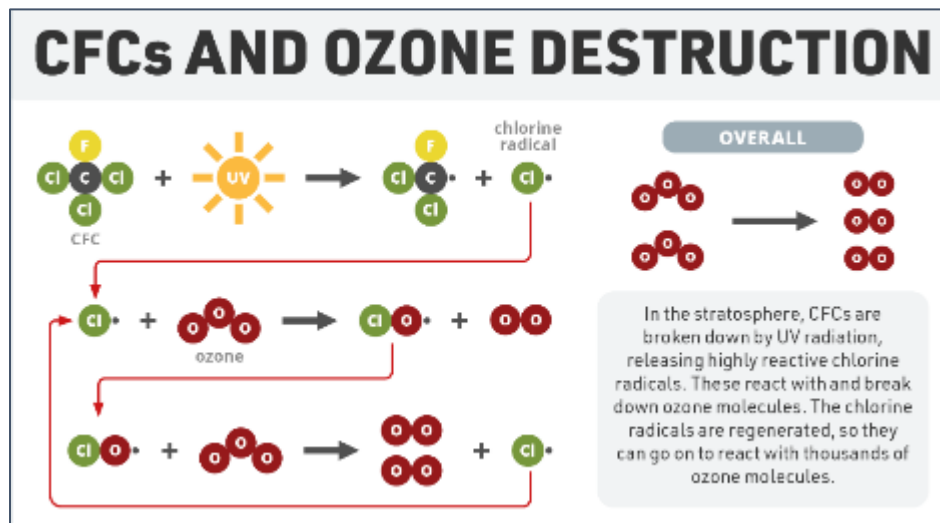 CFCs AND OZONE DESTRUCTION
F
Cl C Cl
Cl
CFC
+
UV
F
Cl C •
Cl
+
chlorine
radical
Cl •
Cl • + O O O Cl O • + O O
ozone
Cl O • + O O O O O
O O
+ Cl •
OVERALL
O O O
O O O
O O
O O
O O
In the stratosphere, CFCs are
broken down by UV radiation,
releasing highly reactive chlorine
radicals. These react with and break
down ozone molecules. The chlorine
radicals are regenerated, so they
can go on to react with thousands of
ozone molecules.